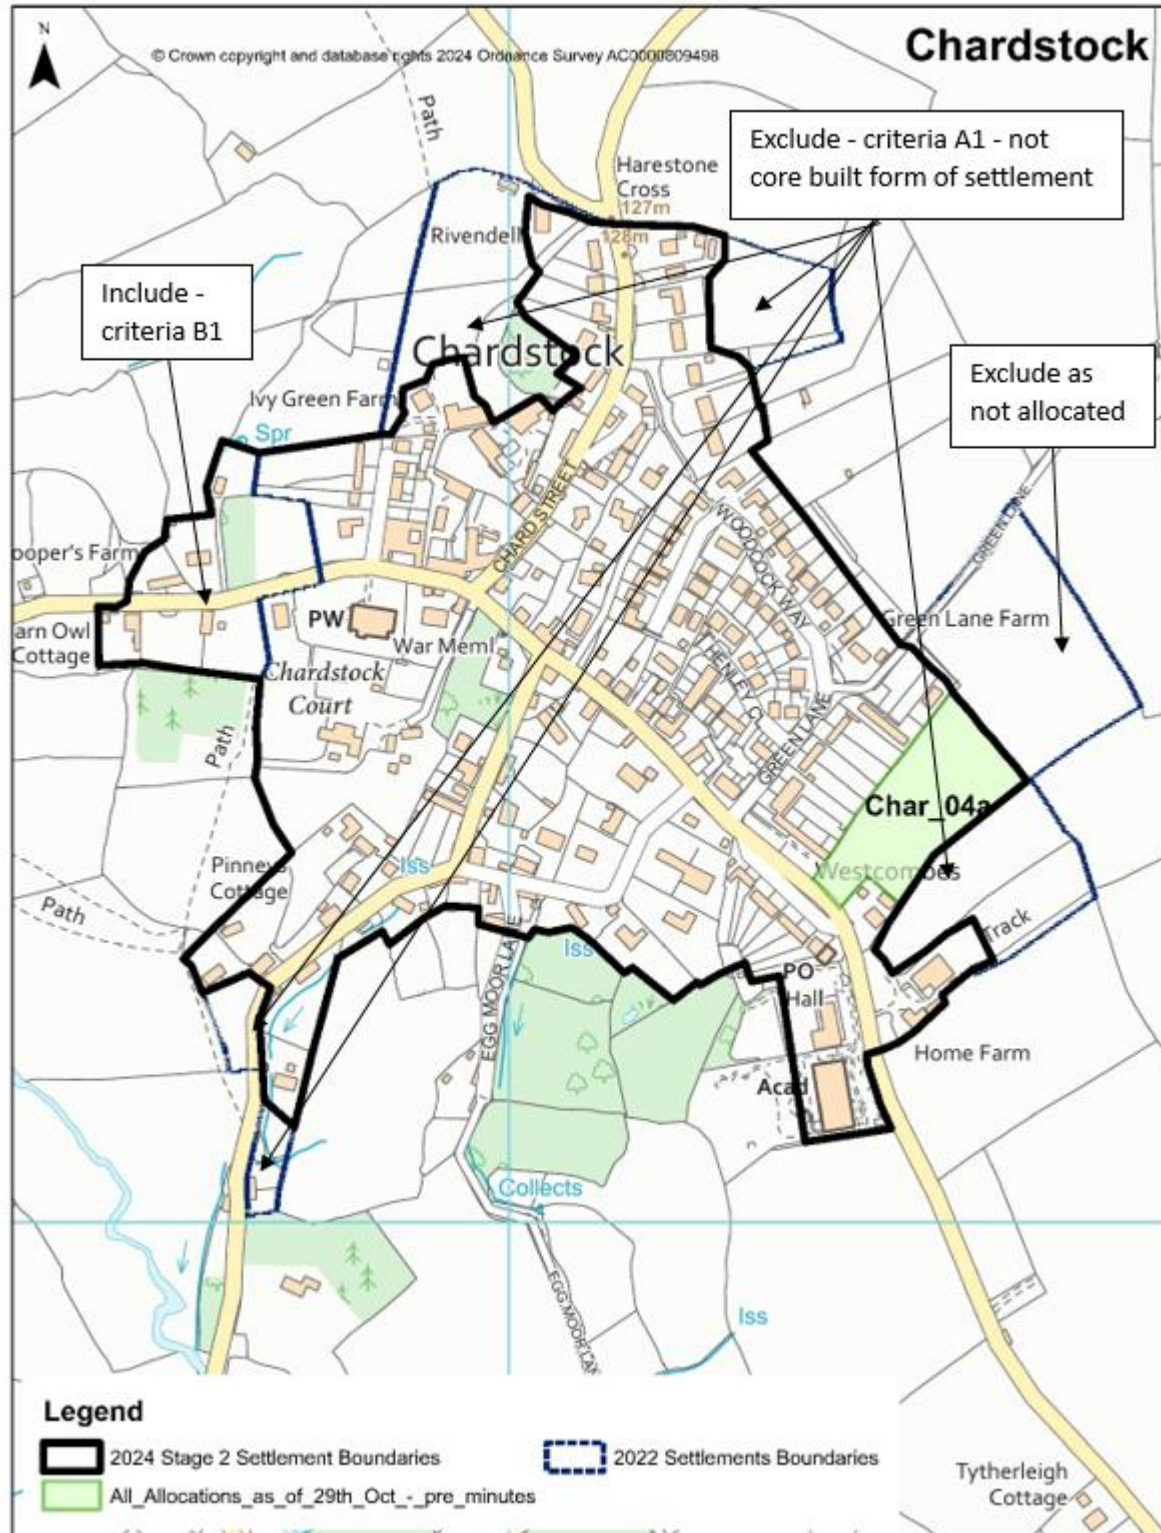 N
© Crown copyright and database rights 2024 Ordnance Survey AC0000809498
Chardstock
Path
Exclude - criteria A1 - not
core built form of settlement
Harestone
Cross
127m
128m
Rivendell
Include -
criteria B1
Chardstock
Exclude as
not allocated
Ivy Green Farm
Spr
CHARD STREET
WOODCOCK WAY
GREEN LANE
ooper's Farm
PW
War Meml
Green Lane Farm
arn Owl
Cottage
Chardstock
Court
HENLEY C
Path
GREEN LANE
Char_04a
Pinneys
Cottage
Iss
Westcombes
Path
Track
EGG MOOR LANE
Iss
PO
Hall
Home Farm
Acad
Collects
EGG MOOR LAN
Iss
Legend
2024 Stage 2 Settlement Boundaries
2022 Settlements Boundaries
All_Allocations_as_of_29th_Oct_-_pre_minutes
Tytherleigh
Cottage